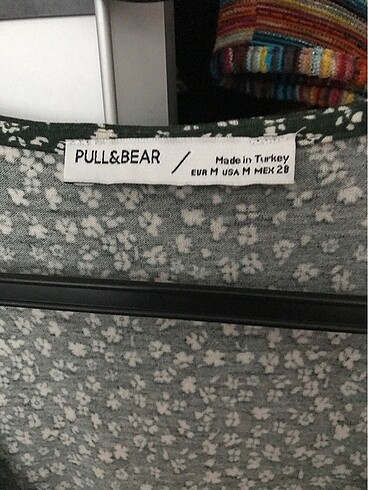 PULL&BEAR / Made in Turkey
EUR M USA M MEX 28